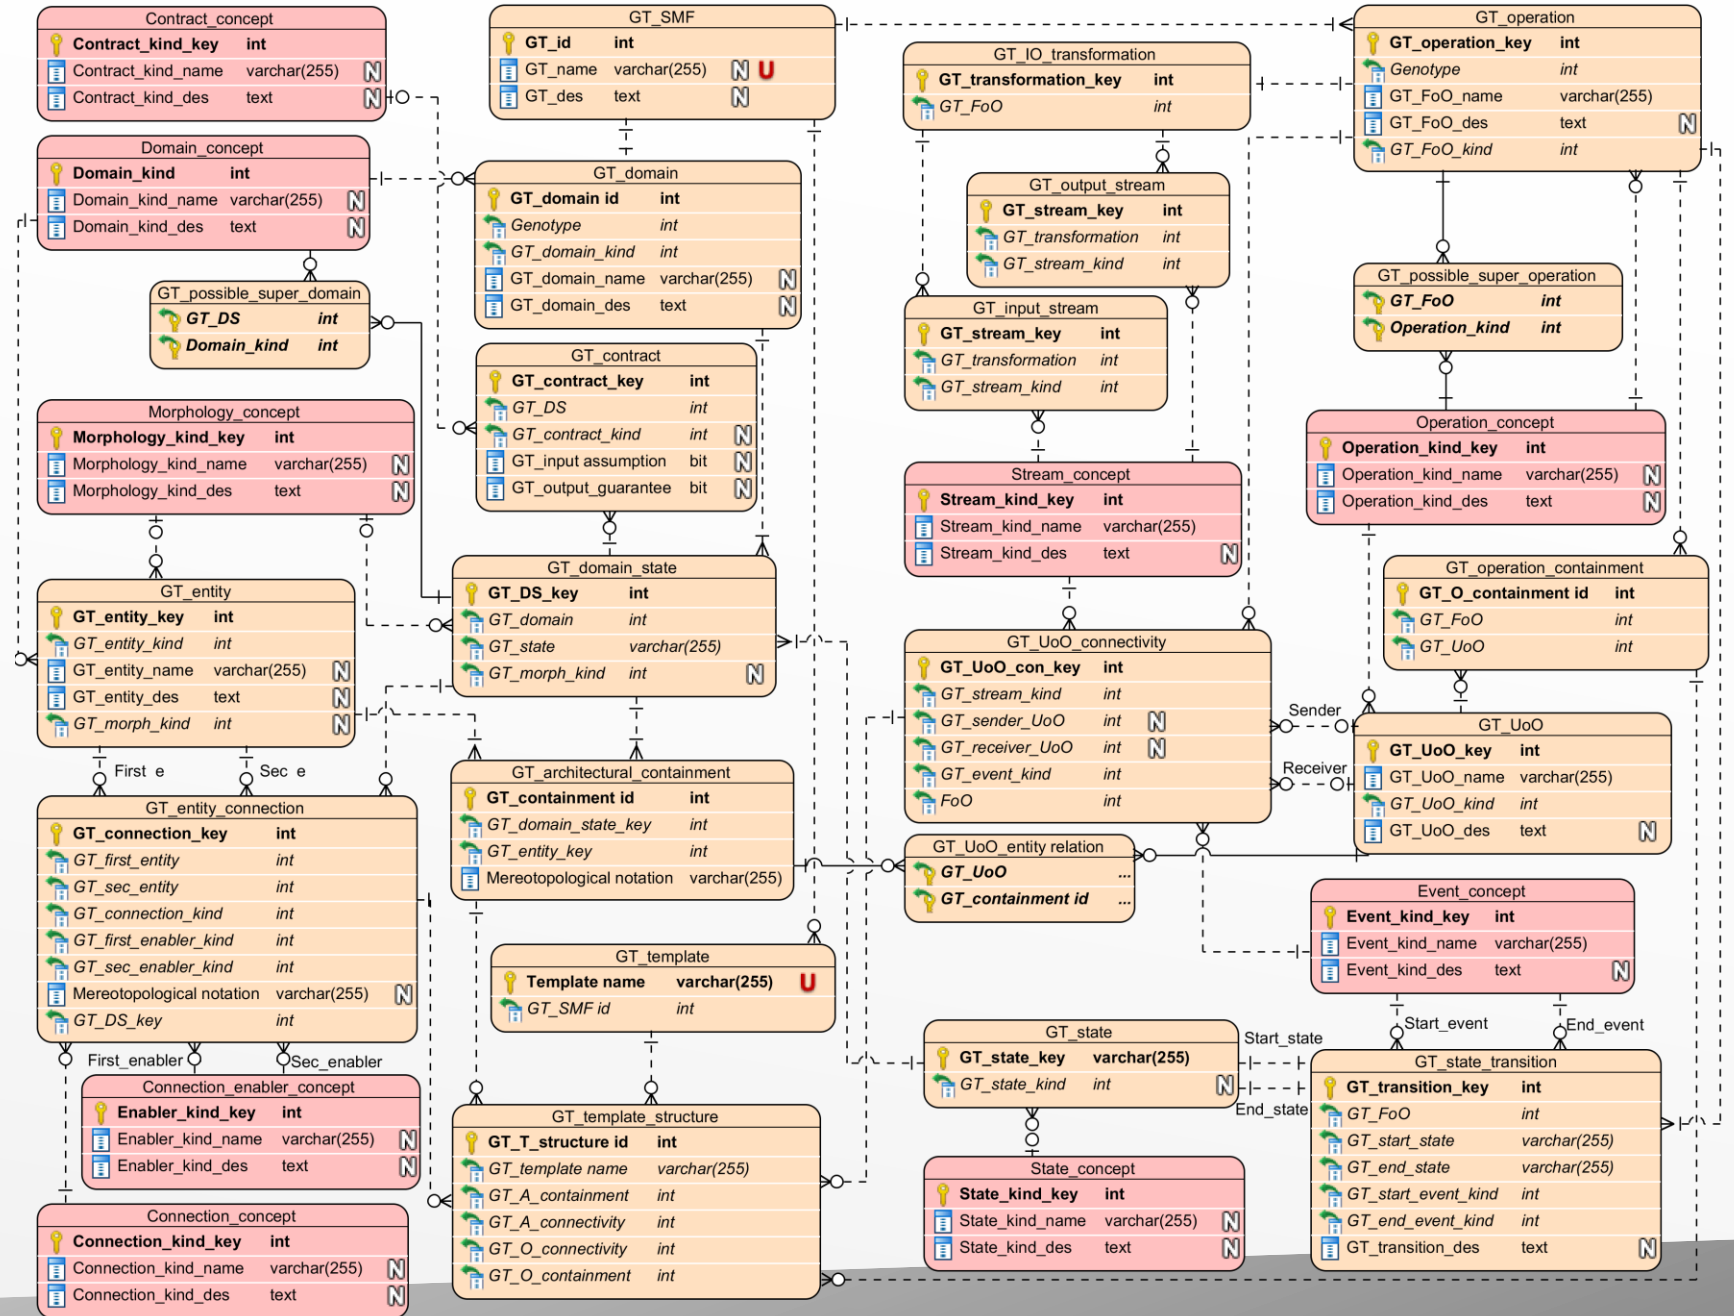 Contract_concept
Contract_kind_key int
Contract_kind_name varchar(255) N
Contract_kind_des text N
Domain_concept
Domain_kind int
Domain_kind_name varchar(255) N
Domain_kind_des text N
GT_possible_super_domain
GT_DS int
Domain_kind int
Morphology_concept
Morphology_kind_key int
Morphology_kind_name varchar(255) N
Morphology_kind_des text N
GT_entity
GT_entity_key int
GT_entity_kind int
GT_entity_name varchar(255) N
GT_entity_des text N
GT_morph_kind int N
First e
Sec e
GT_entity_connection
GT_connection_key int
GT_first_entity int
GT_sec_entity int
GT_connection_kind int
GT_first_enabler_kind int
GT_sec_enabler_kind int
Mereotopological notation varchar(255) N
GT_DS_key int
First_enabler
Sec_enabler
Connection_enabler_concept
Enabler_kind_key int
Enabler_kind_name varchar(255) N
Enabler_kind_des text N
Connection_concept
Connection_kind_key int
Connection_kind_name varchar(255) N
Connection_kind_des text N
GT_SMF
GT_id int
GT_name varchar(255) N U
GT_des text N
GT_domain
GT_domain id int
Genotype int
GT_domain_kind int
GT_domain_name varchar(255) N
GT_domain_des text N
GT_contract
GT_contract_key int
GT_DS int
GT_contract_kind int N
GT_input assumption bit N
GT_output_guarantee bit N
GT_domain_state
GT_DS_key int
GT_domain int
GT_state varchar(255)
GT_morph_kind int N
GT_architectural_containment
GT_containment id int
GT_domain_state_key int
GT_entity_key int
Mereotopological notation varchar(255)
GT_template
Template name varchar(255) U
GT_SMF id int
GT_template_structure
GT_T_structure id int
GT_template name varchar(255)
GT_A_containment int
GT_A_connectivity int
GT_O_connectivity int
GT_O_containment int
GT_IO_transformation
GT_transformation_key int
GT_FoO int
GT_output_stream
GT_stream_key int
GT_transformation int
GT_stream_kind int
GT_input_stream
GT_stream_key int
GT_transformation int
GT_stream_kind int
Stream_concept
Stream_kind_key int
Stream_kind_name varchar(255)
Stream_kind_des text N
GT_UoO_connectivity
GT_UoO_con_key int
GT_stream_kind int
GT_sender_UoO int N
GT_receiver_UoO int N
GT_event_kind int
FoO int
Sender
Receiver
GT_UoO_entity relation
GT_UoO ...
GT_containment id ...
GT_state
GT_state_key varchar(255)
GT_state_kind int N
Start_state
End_state
State_concept
State_kind_key int
State_kind_name varchar(255) N
State_kind_des text N
GT_operation
GT_operation_key int
Genotype int
GT_FoO_name varchar(255)
GT_FoO_des text N
GT_FoO_kind int
GT_possible_super_operation
GT_FoO int
Operation_kind int
Operation_concept
Operation_kind_key int
Operation_kind_name varchar(255) N
Operation_kind_des text N
GT_operation_containment
GT_O_containment id int
GT_FoO int
GT_UoO int
GT_UoO
GT_UoO_key int
GT_UoO_name varchar(255)
GT_UoO_kind int
GT_UoO_des text N
Event_concept
Event_kind_key int
Event_kind_name varchar(255)
Event_kind_des text N
Start_event
End_event
GT_state_transition
GT_transition_key int
GT_FoO int
GT_start_state varchar(255)
GT_end_state varchar(255)
GT_start_event_kind int
GT_end_event_kind int
GT_transition_des text N